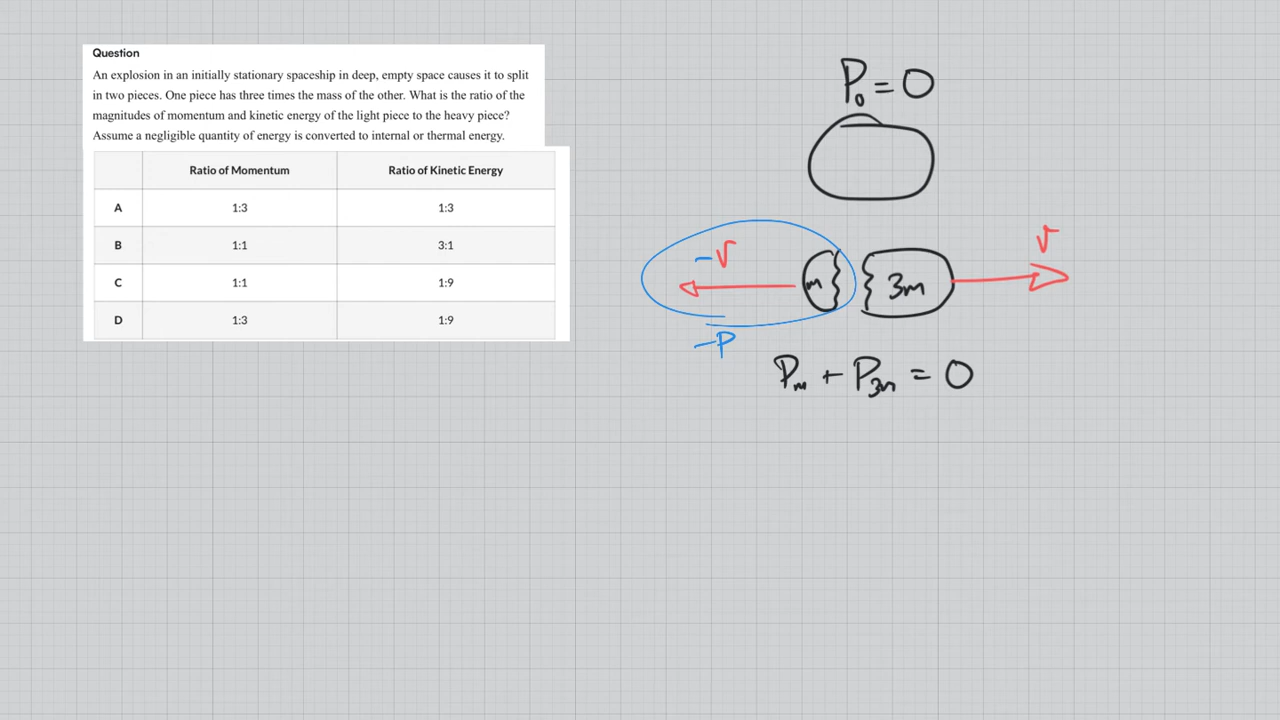 Question
An explosion in an initially stationary spaceship in deep, empty space causes it to split
in two pieces. One piece has three times the mass of the other. What is the ratio of the
magnitudes of momentum and kinetic energy of the light piece to the heavy piece?
Assume a negligible quantity of energy is converted to internal or thermal energy.
Ratio of Momentum Ratio of Kinetic Energy
A 1:3 1:3
B 1:1 3:1
C 1:1 1:9
D 1:3 1:9
P₀ = 0
-v m 3m v
-P
Pₘ + P₃ₘ = 0